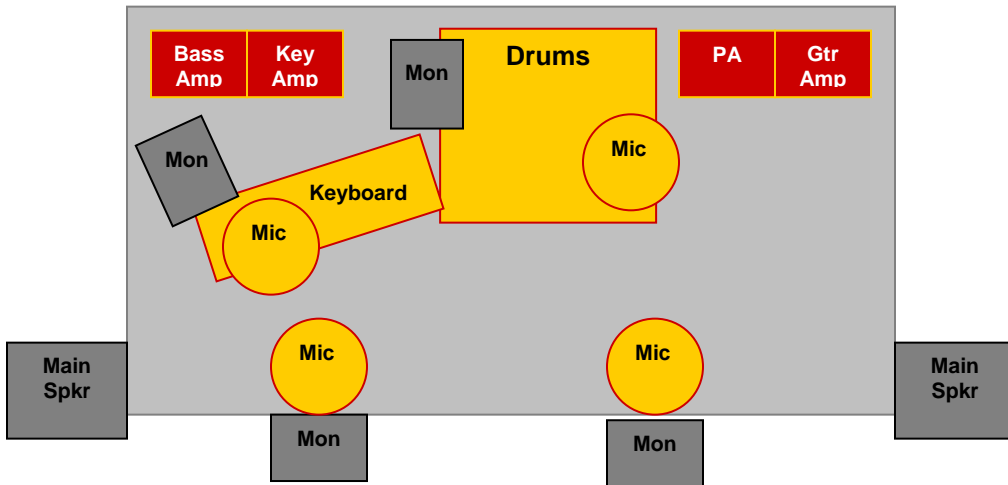 Bass
Amp
Key
Amp
Mon
Drums
PA
Gtr
Amp
Mon
Keyboard
Mic
Mic
Mic
Mic
Main
Spkr
Main
Spkr
Mon
Mon